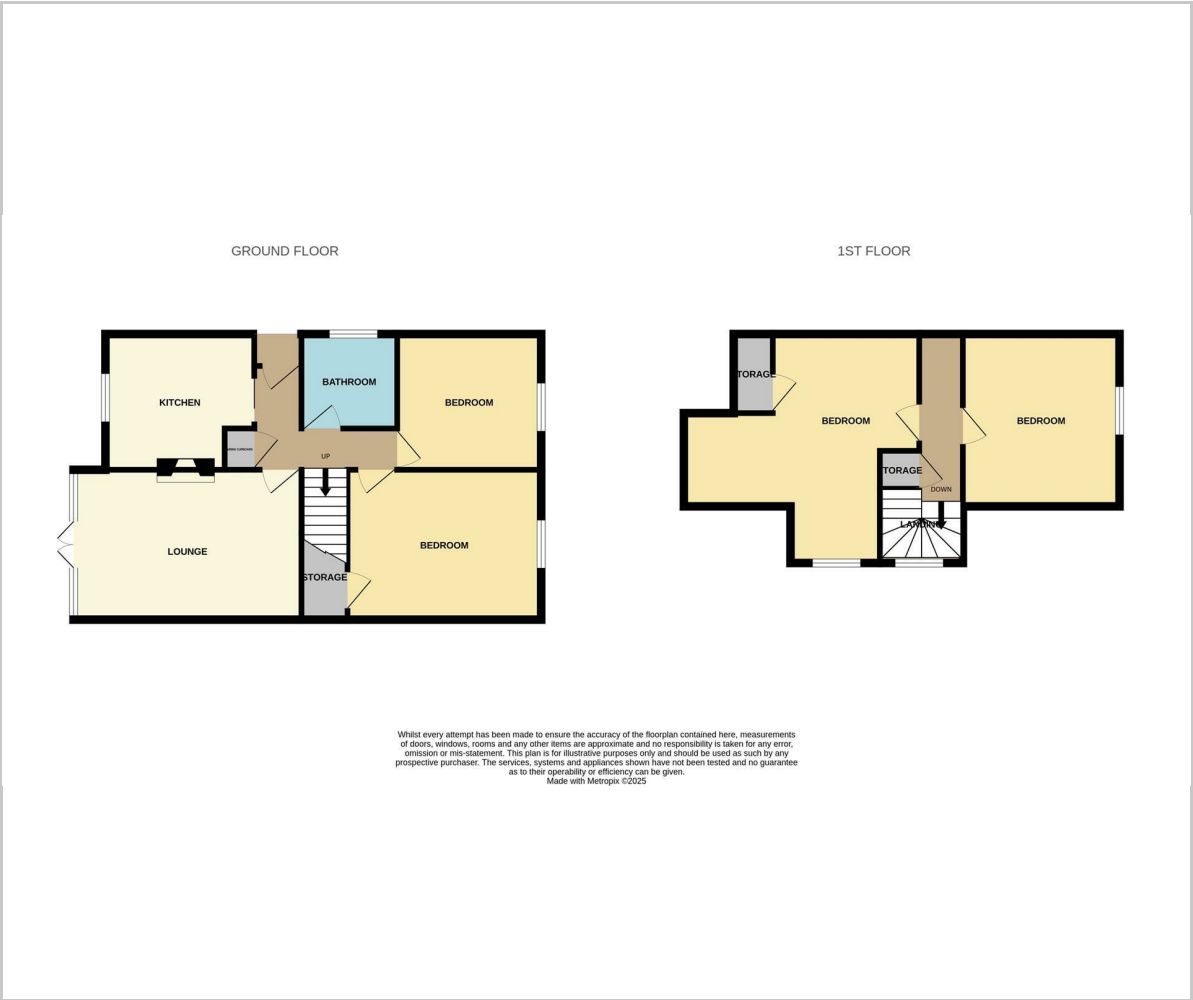 GROUND FLOOR
1ST FLOOR
KITCHEN
BATHROOM
BEDROOM
UP
LOUNGE
BEDROOM
STORAGE
TORAGE
BEDROOM
BEDROOM
TORAGE
DOWN
LANDING
Whilst every attempt has been made to ensure the accuracy of the floorplan contained here, measurements
of doors, windows, rooms and any other items are approximate and no responsibility is taken for any error,
omission or mis-statement. This plan is for illustrative purposes only and should be used as such by any
prospective purchaser. The services, systems and appliances shown have not been tested and no guarantee
as to their operability or efficiency can be given.
Made with Metropix ©2025